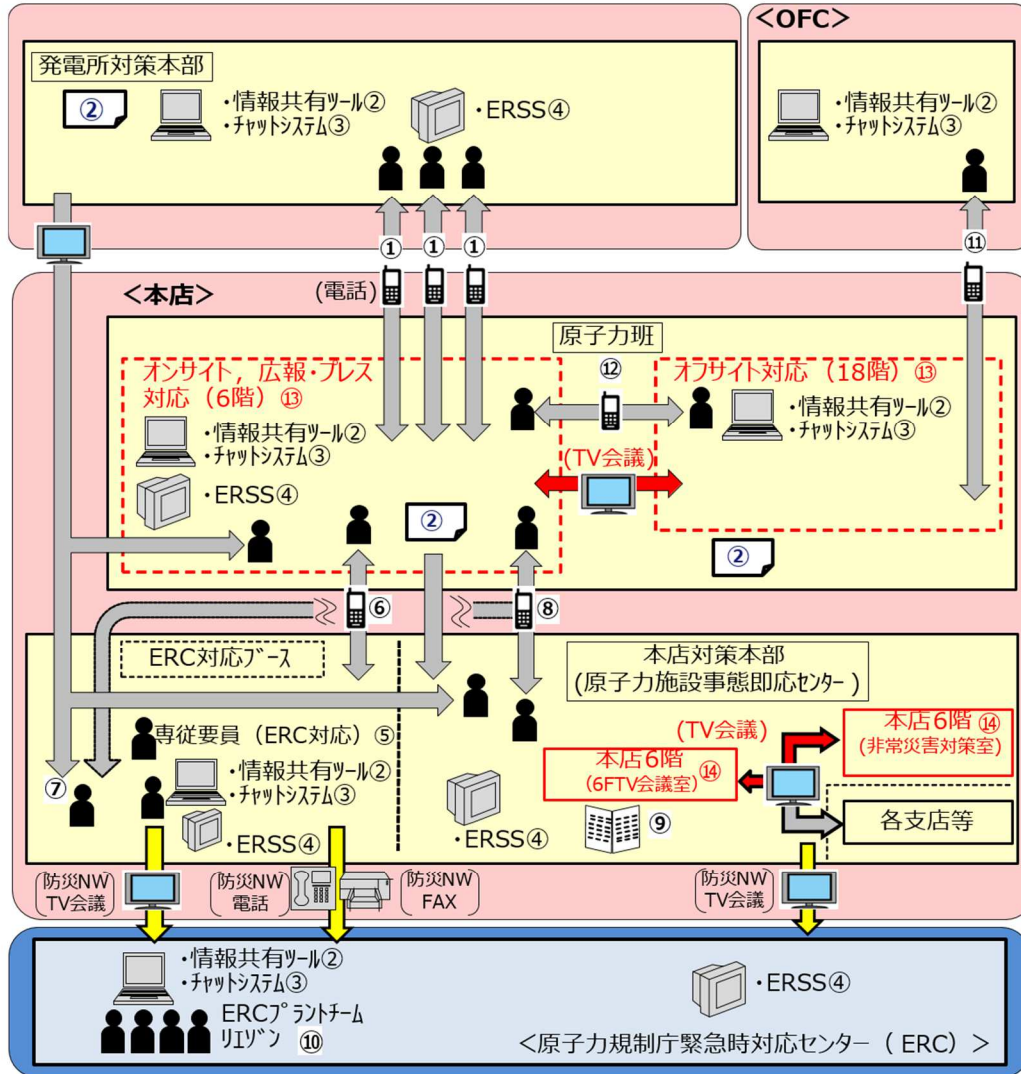 <OFC>
発電所対策本部
②
・情報共有ツール②
・チャットシステム③
・ERSS④
・情報共有ツール②
・チャットシステム③
①
①
①
⑪
<本店>
(電話)
原子力班
オンサイト，広報・プレス
対応（6階）⑬
・情報共有ツール②
・チャットシステム③
・ERSS④
⑫
オフサイト対応（18階）⑬
・情報共有ツール②
・チャットシステム③
(TV会議)
②
②
⑥
⑧
ERC対応ブース
本店対策本部
(原子力施設事態即応センター)
専従要員（ERC対応）⑤
・情報共有ツール②
・チャットシステム③
⑦
・ERSS④
・ERSS④
(TV会議)
本店6階⑭
(非常災害対策室)
本店6階⑭
(6FTV会議室)
⑨
各支店等
防災NW
TV会議
防災NW
電話
防災NW
FAX
防災NW
TV会議
・情報共有ツール②
・チャットシステム③
ERCプラントチーム
リエゾン ⑩
・ERSS④
<原子力規制庁緊急時対応センター（ERC）>